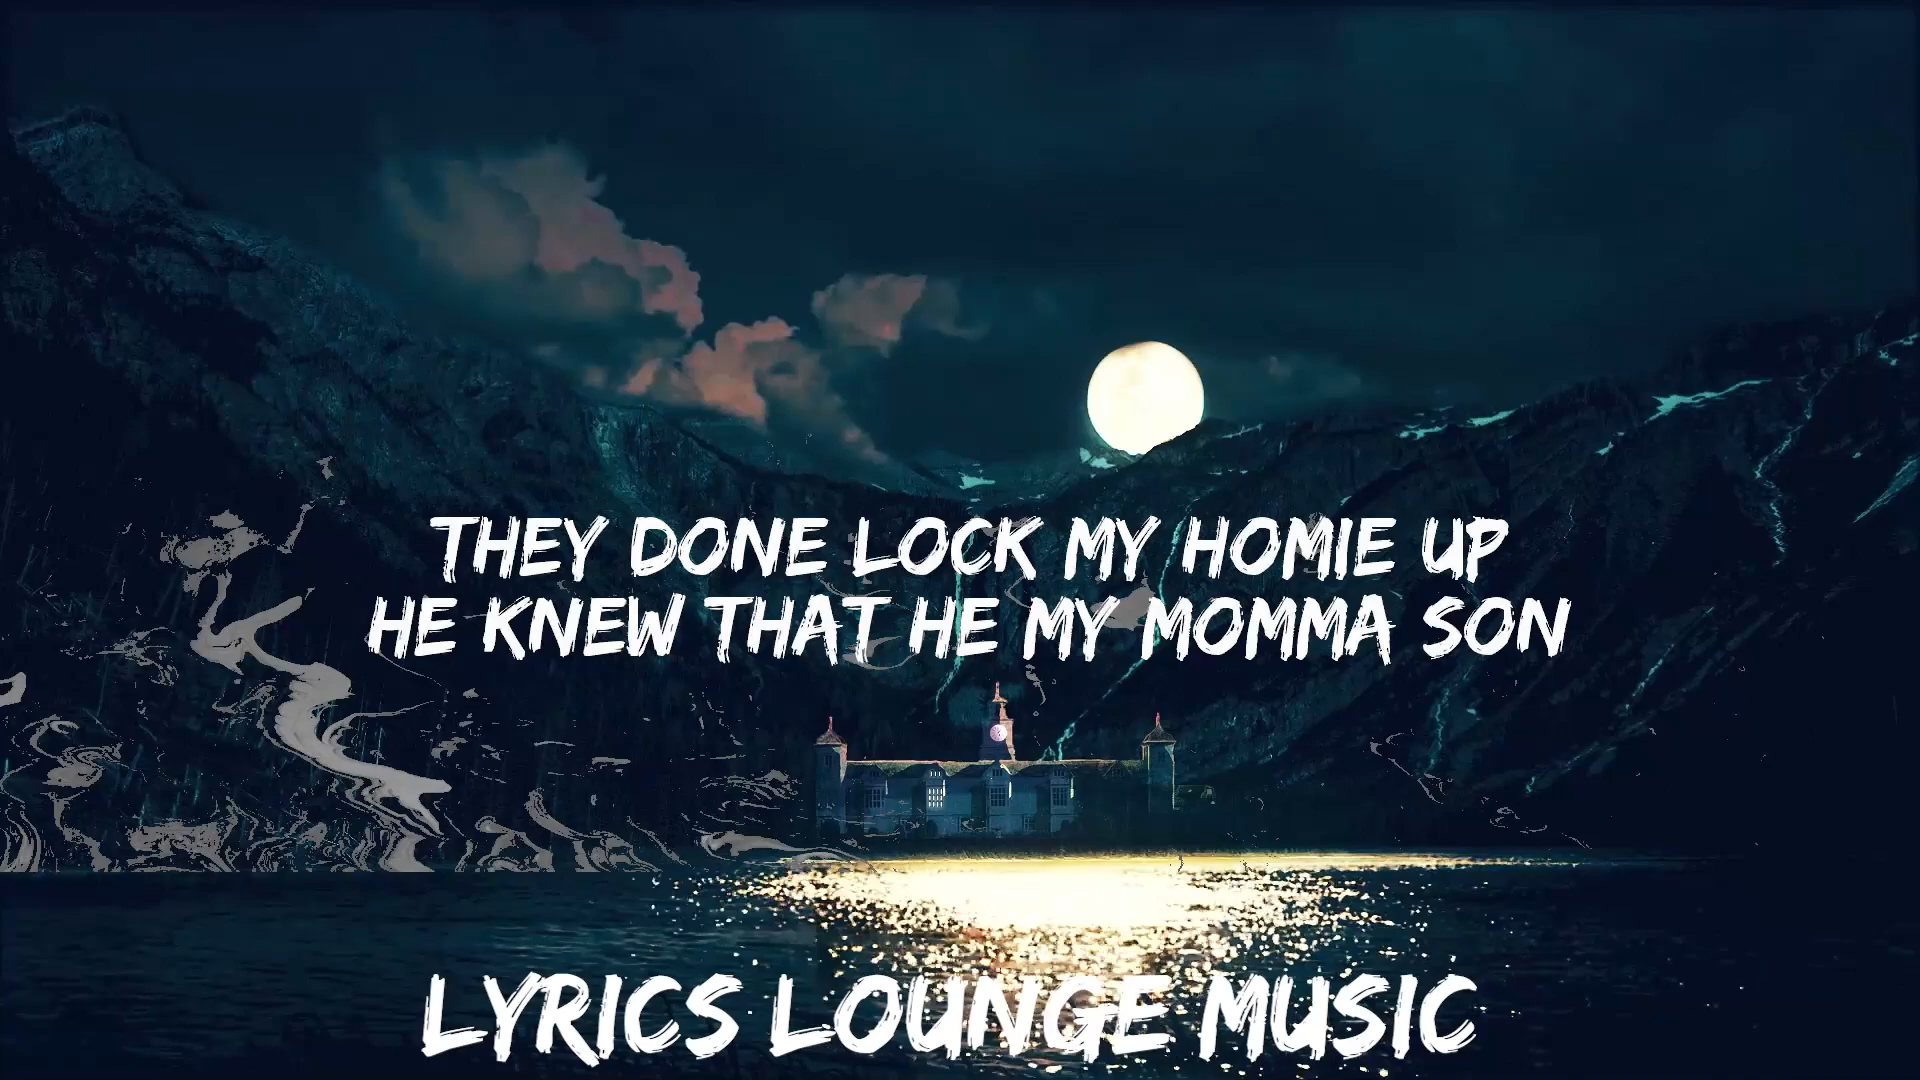 THEY DONE LOCK MY HOMIE UP
HE KNEW THAT HE MY MOMMA SON
LYRICS LOUNGE MUSIC